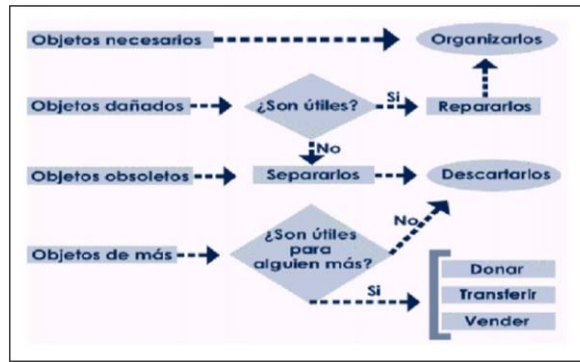 Objetos necesarios
Organizarlos
Objetos dañados
¿Son útiles?
Si
Repararlos
No
Objetos obsoletos
Separarlos
Descartarlos
Objetos de más
¿Son útiles
para
alguien más?
No
Si
Donar
Transferir
Vender